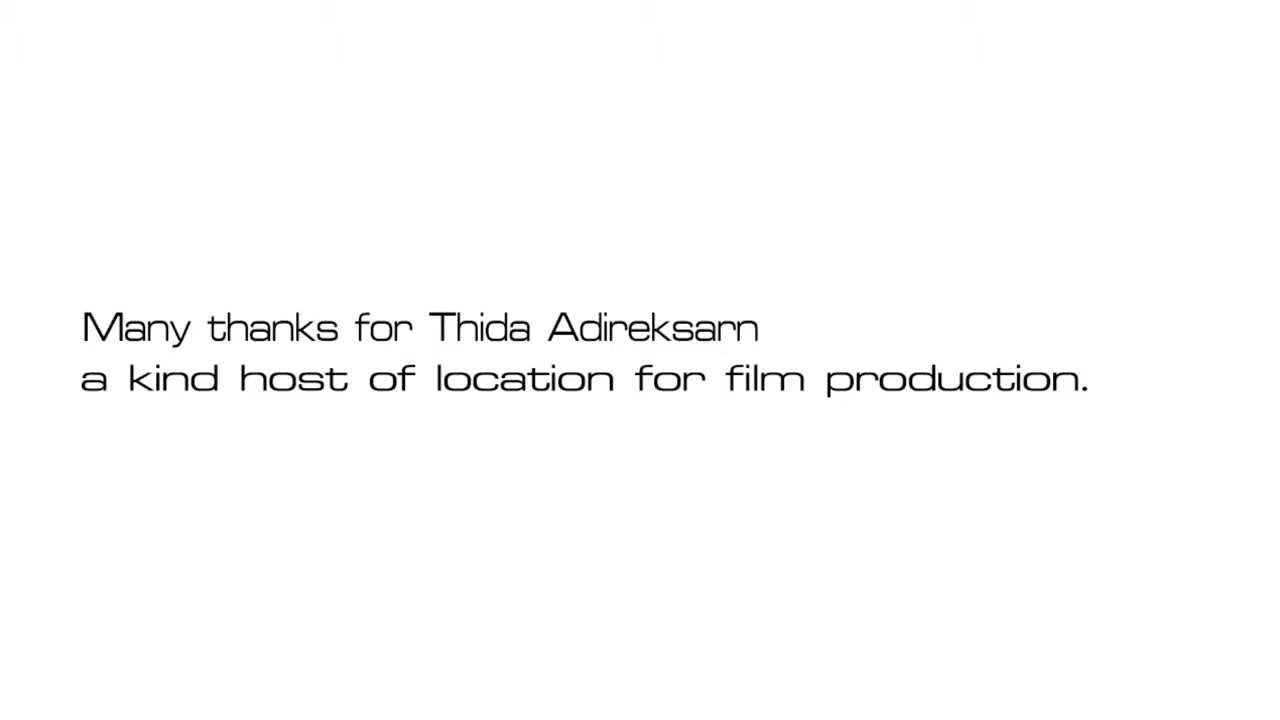 Many thanks for Thida Adireksarn
a kind host of location for film production.